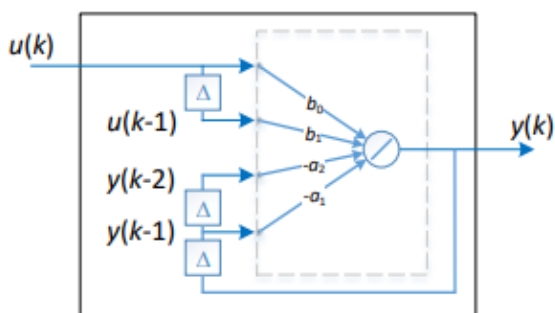 u(k)
Δ
b₀
u(k-1)
b₁
y(k)
y(k-2)
-a₂
Δ
-a₁
y(k-1)
Δ